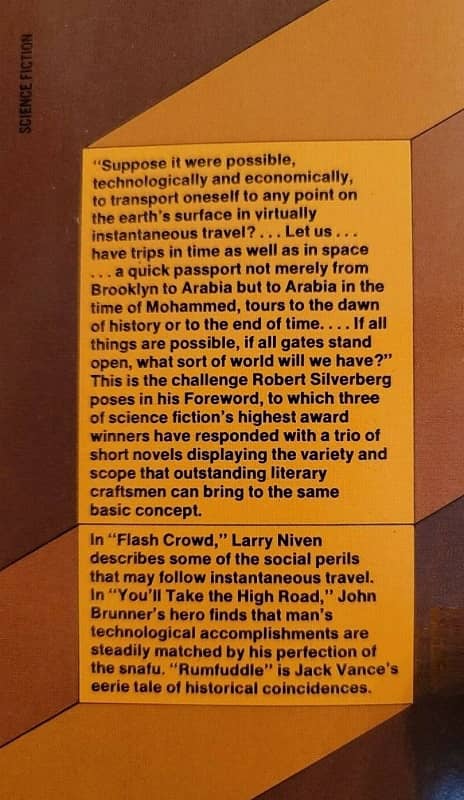 SCIENCE FICTION
“Suppose it were possible,
technologically and economically,
to transport oneself to any point on
the earth’s surface in virtually
instantaneous travel? . . . Let us . . .
have trips in time as well as in space
. . . a quick passport not merely from
Brooklyn to Arabia but to Arabia in the
time of Mohammed, tours to the dawn
of history or to the end of time. . . . If all
things are possible, if all gates stand
open, what sort of world will we have?”
This is the challenge Robert Silverberg
poses in his Foreword, to which three
of science fiction’s highest award
winners have responded with a trio of
short novels displaying the variety and
scope that outstanding literary
craftsmen can bring to the same
basic concept.
In “Flash Crowd,” Larry Niven
describes some of the social perils
that may follow instantaneous travel.
In “You’ll Take the High Road,” John
Brunner’s hero finds that man’s
technological accomplishments are
steadily matched by his perfection of
the snafu. “Rumfuddle” is Jack Vance’s
eerie tale of historical coincidences.